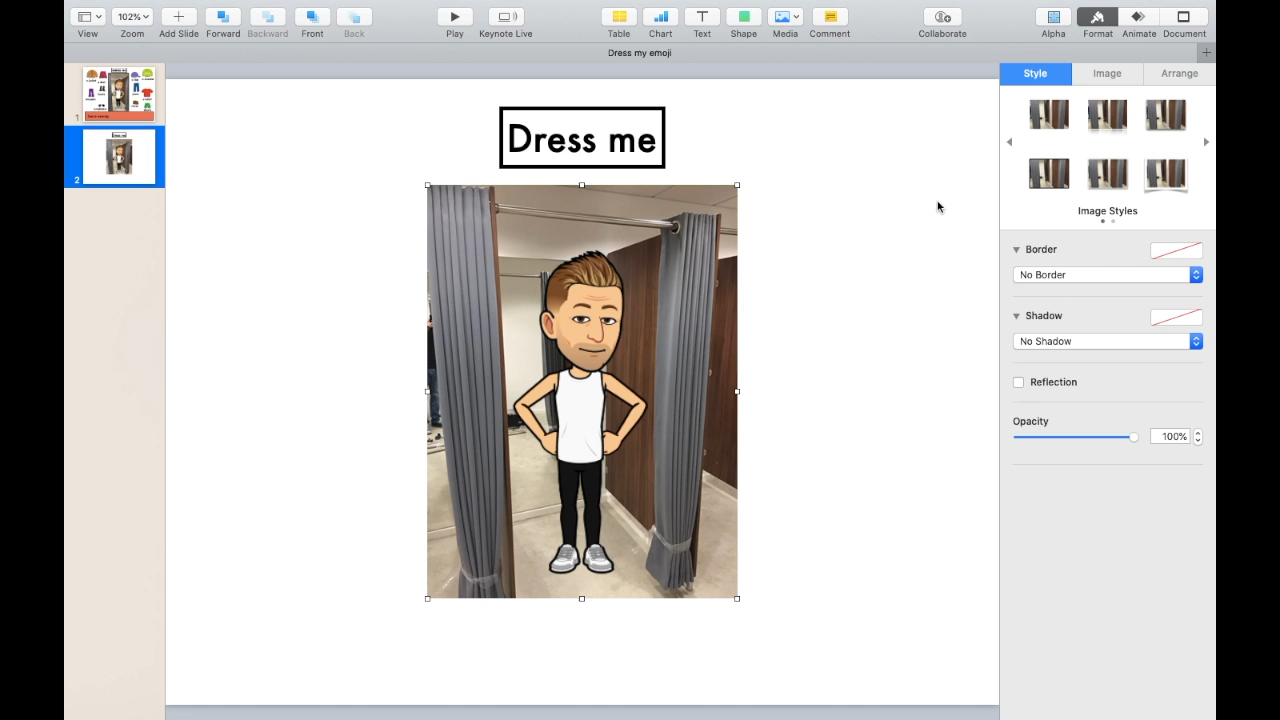 View
102%
Zoom
Add Slide
Forward
Backward
Front
Back
Play
Keynote Live
Table
Chart
Text
Shape
Media
Comment
Collaborate
Alpha
Format
Animate
Document
Dress my emoji
1
2
Dress me
Style
Image
Arrange
Image Styles
Border
No Border
Shadow
No Shadow
Reflection
Opacity
100%